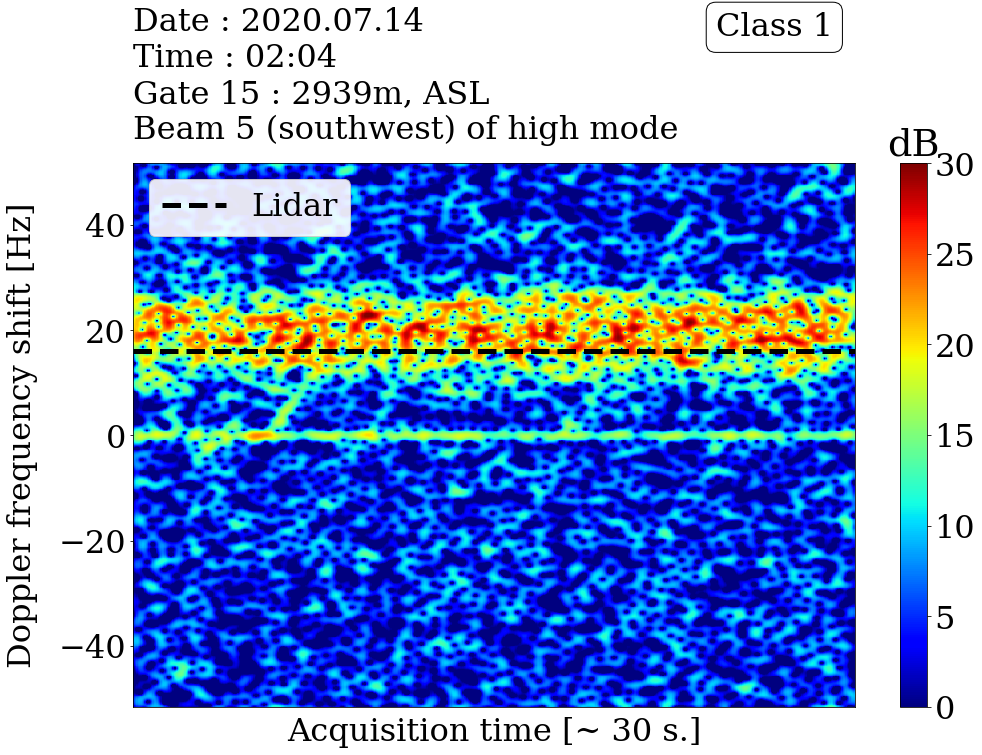 Date : 2020.07.14
Time : 02:04
Gate 15 : 2939m, ASL
Beam 5 (southwest) of high mode
Class 1
dB
Lidar
Doppler frequency shift [Hz]
40
20
0
−20
−40
Acquisition time [~ 30 s.]
30
25
20
15
10
5
0